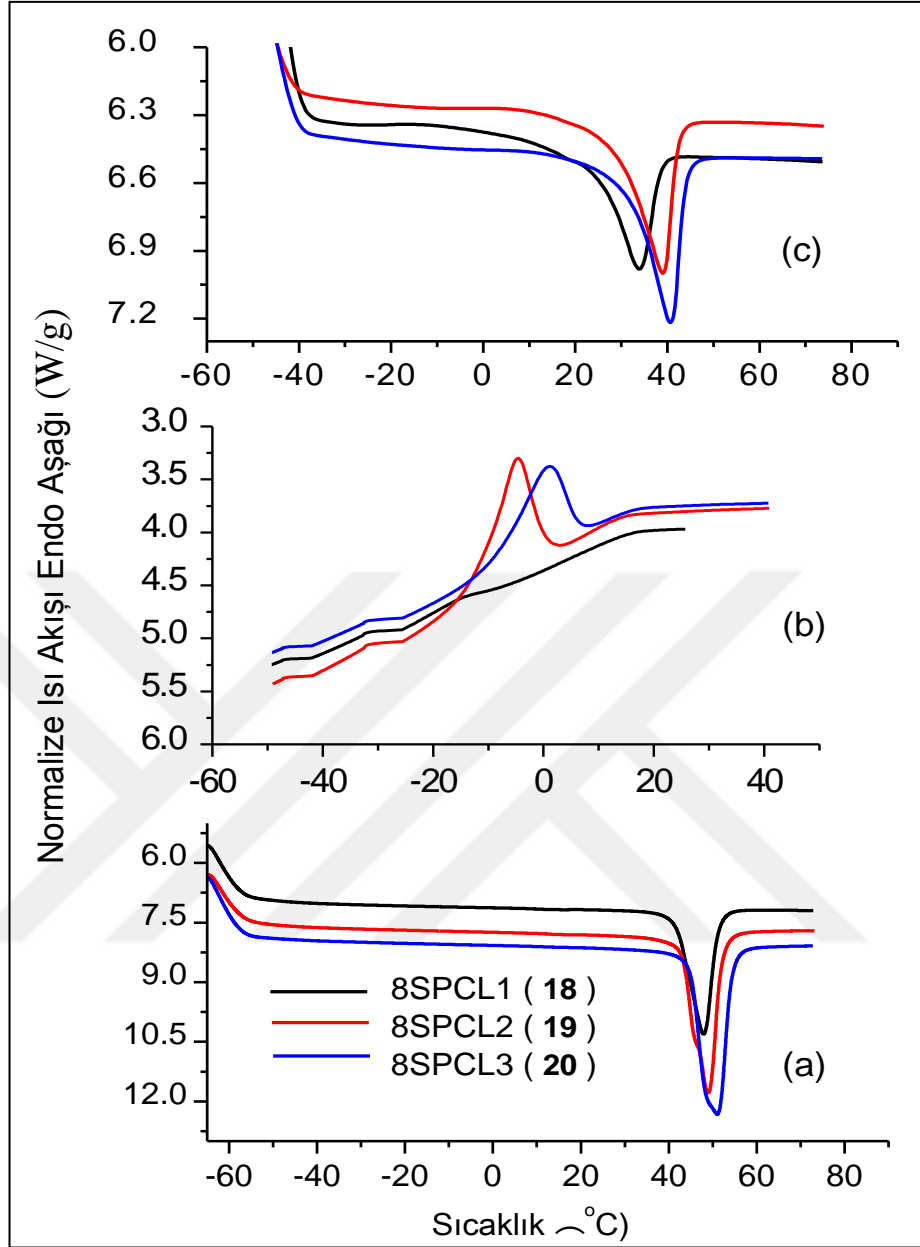 6.0
6.3
6.6
6.9
7.2
(c)
-60 -40 -20 0 20 40 60 80
3.0
3.5
4.0
4.5
5.0
5.5
6.0
(b)
-60 -40 -20 0 20 40
6.0
7.5
9.0
10.5
12.0
8SPCL1 ( 18 )
8SPCL2 ( 19 )
8SPCL3 ( 20 )
(a)
-60 -40 -20 0 20 40 60 80
Sıcaklık (°C)
Normalize Isı Akışı Endo Aşağı (W/g)